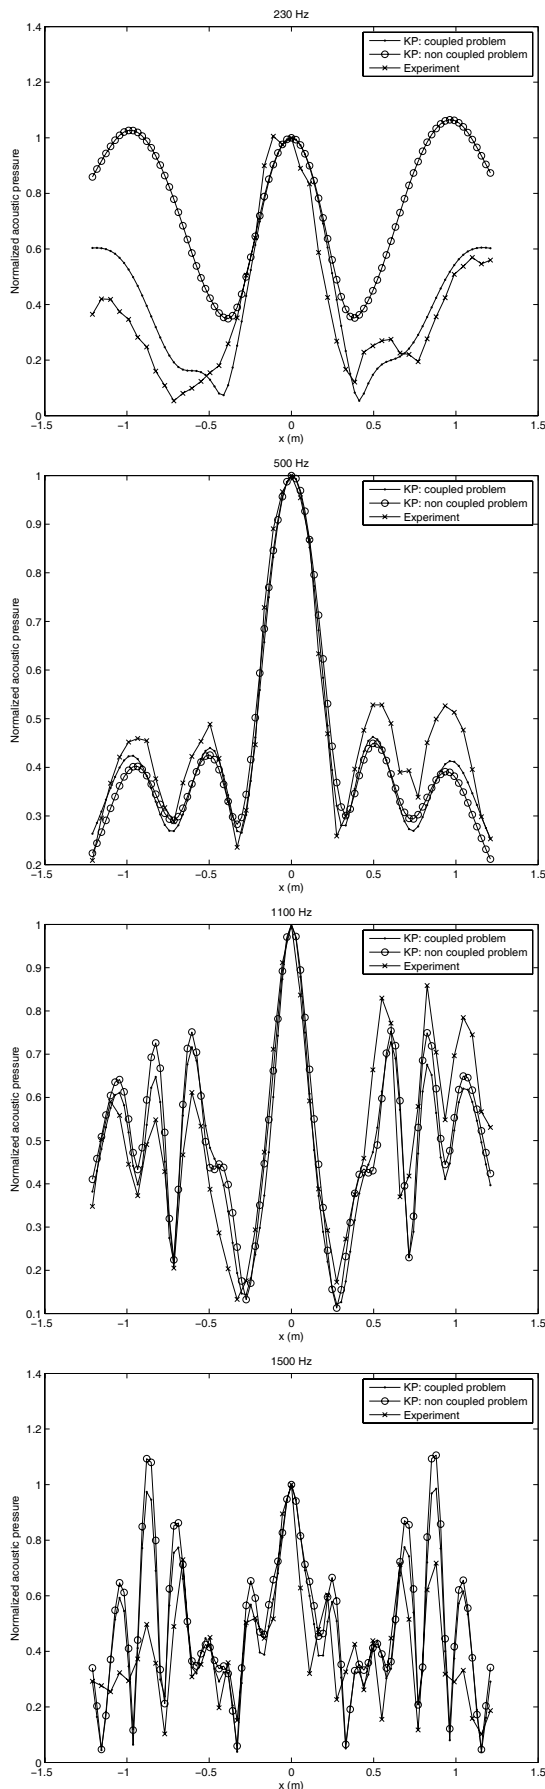 230 Hz
1.4
KP: coupled problem
KP: non coupled problem
Experiment
1.2
1
0.8
0.6
0.4
0.2
0
Normalized acoustic pressure
−1.5
−1
−0.5
0
0.5
1
1.5
x (m)
500 Hz
1
KP: coupled problem
KP: non coupled problem
Experiment
0.9
0.8
0.7
0.6
0.5
0.4
0.3
0.2
Normalized acoustic pressure
−1.5
−1
−0.5
0
0.5
1
1.5
x (m)
1100 Hz
1
KP: coupled problem
KP: non coupled problem
Experiment
0.9
0.8
0.7
0.6
0.5
0.4
0.3
0.2
0.1
Normalized acoustic pressure
−1.5
−1
−0.5
0
0.5
1
1.5
x (m)
1500 Hz
1.4
KP: coupled problem
KP: non coupled problem
Experiment
1.2
1
0.8
0.6
0.4
0.2
0
Normalized acoustic pressure
−1.5
−1
−0.5
0
0.5
1
1.5
x (m)